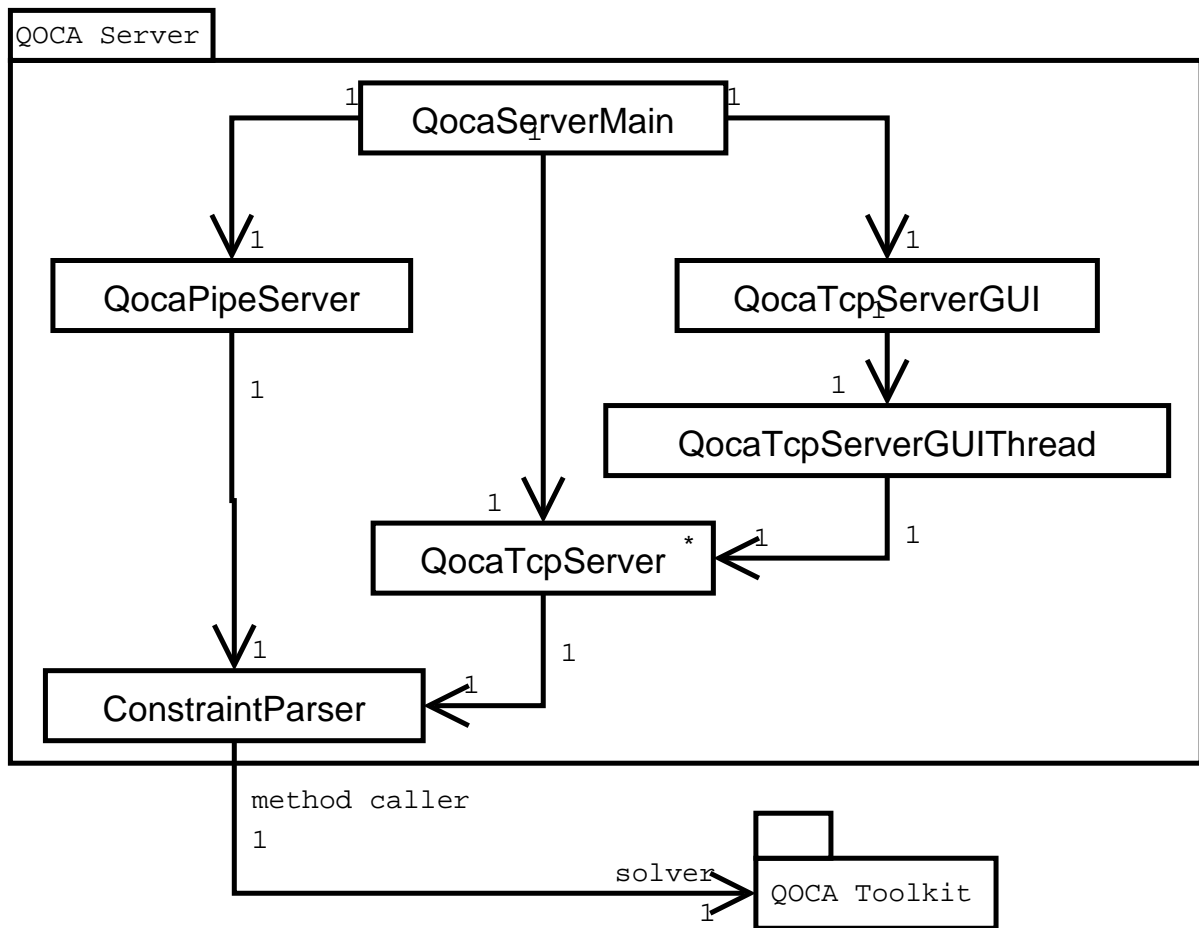 QOCA Server
1 1
QocaServerMain
1
1 1
QocaPipeServer QocaTcpServerGUI
1
1 1
QocaTcpServerGUIThread
1
1 1
QocaTcpServer *
1
1 1
ConstraintParser
method caller
1
solver
QOCA Toolkit
1